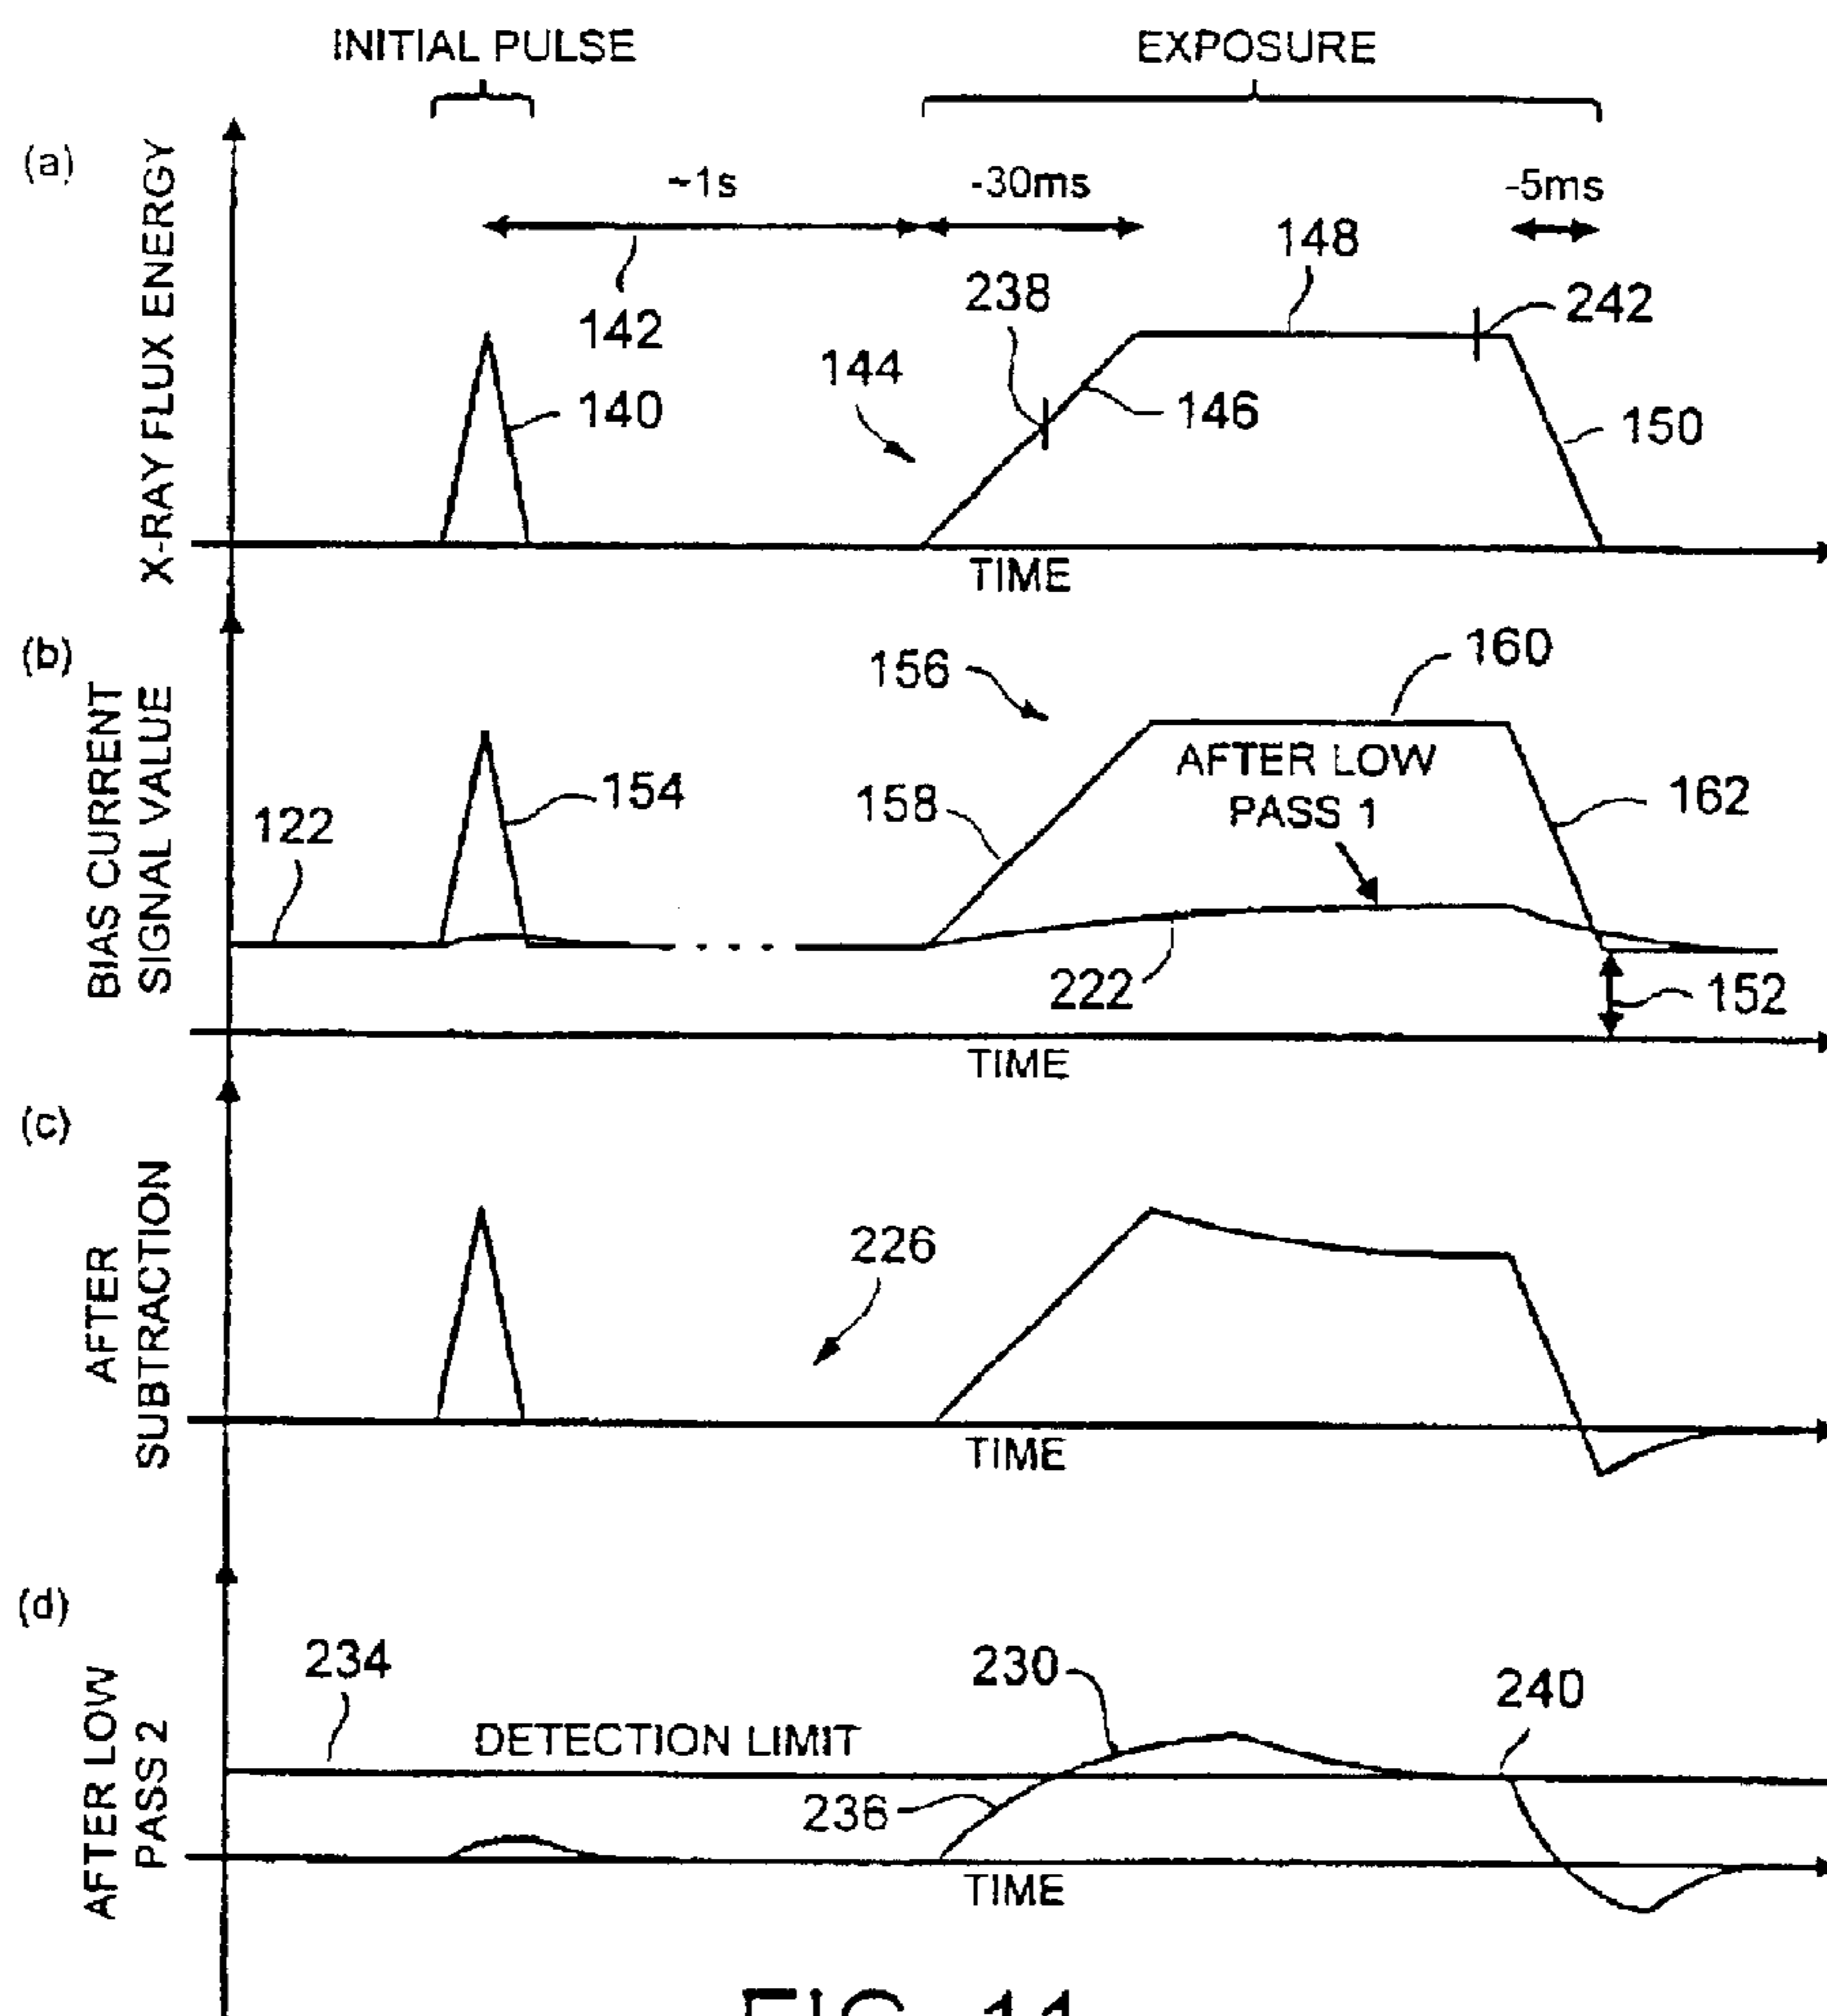 INITIAL PULSE
EXPOSURE
(a)
X-RAY FLUX ENERGY
~1s
-30ms
-5ms
142
140
238
144
148
146
242
150
TIME
(b)
BIAS CURRENT
SIGNAL VALUE
122
154
156
158
160
AFTER LOW
PASS 1
162
222
152
TIME
(c)
AFTER
SUBTRACTION
226
TIME
(d)
AFTER LOW
PASS 2
234
DETECTION LIMIT
230
236
240
TIME
FIG. 11